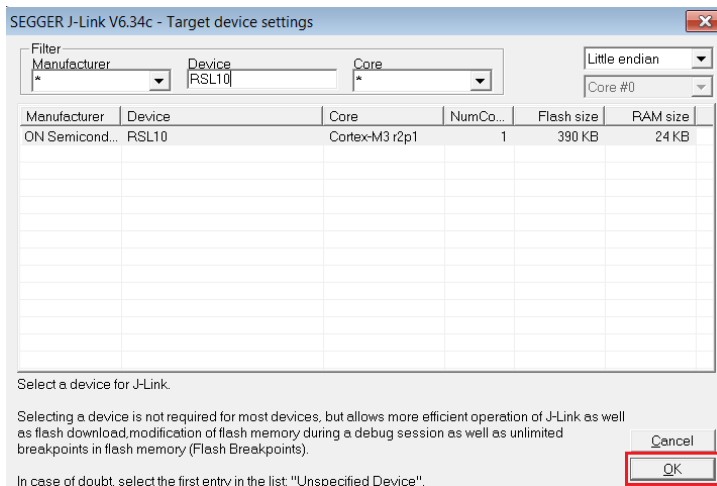 SEGGER J-Link V6.34c - Target device settings
Filter
Manufacturer Device Core
* RSL10 *
Little endian
Core #0
Manufacturer Device Core NumCo... Flash size RAM size
ON Semicond... RSL10 Cortex-M3 r2p1 1 390 KB 24 KB
Select a device for J-Link.
Selecting a device is not required for most devices, but allows more efficient operation of J-Link as well
as flash download,modification of flash memory during a debug session as well as unlimited
breakpoints in flash memory (Flash Breakpoints).
In case of doubt, select the first entry in the list: "Unspecified Device".
Cancel
OK